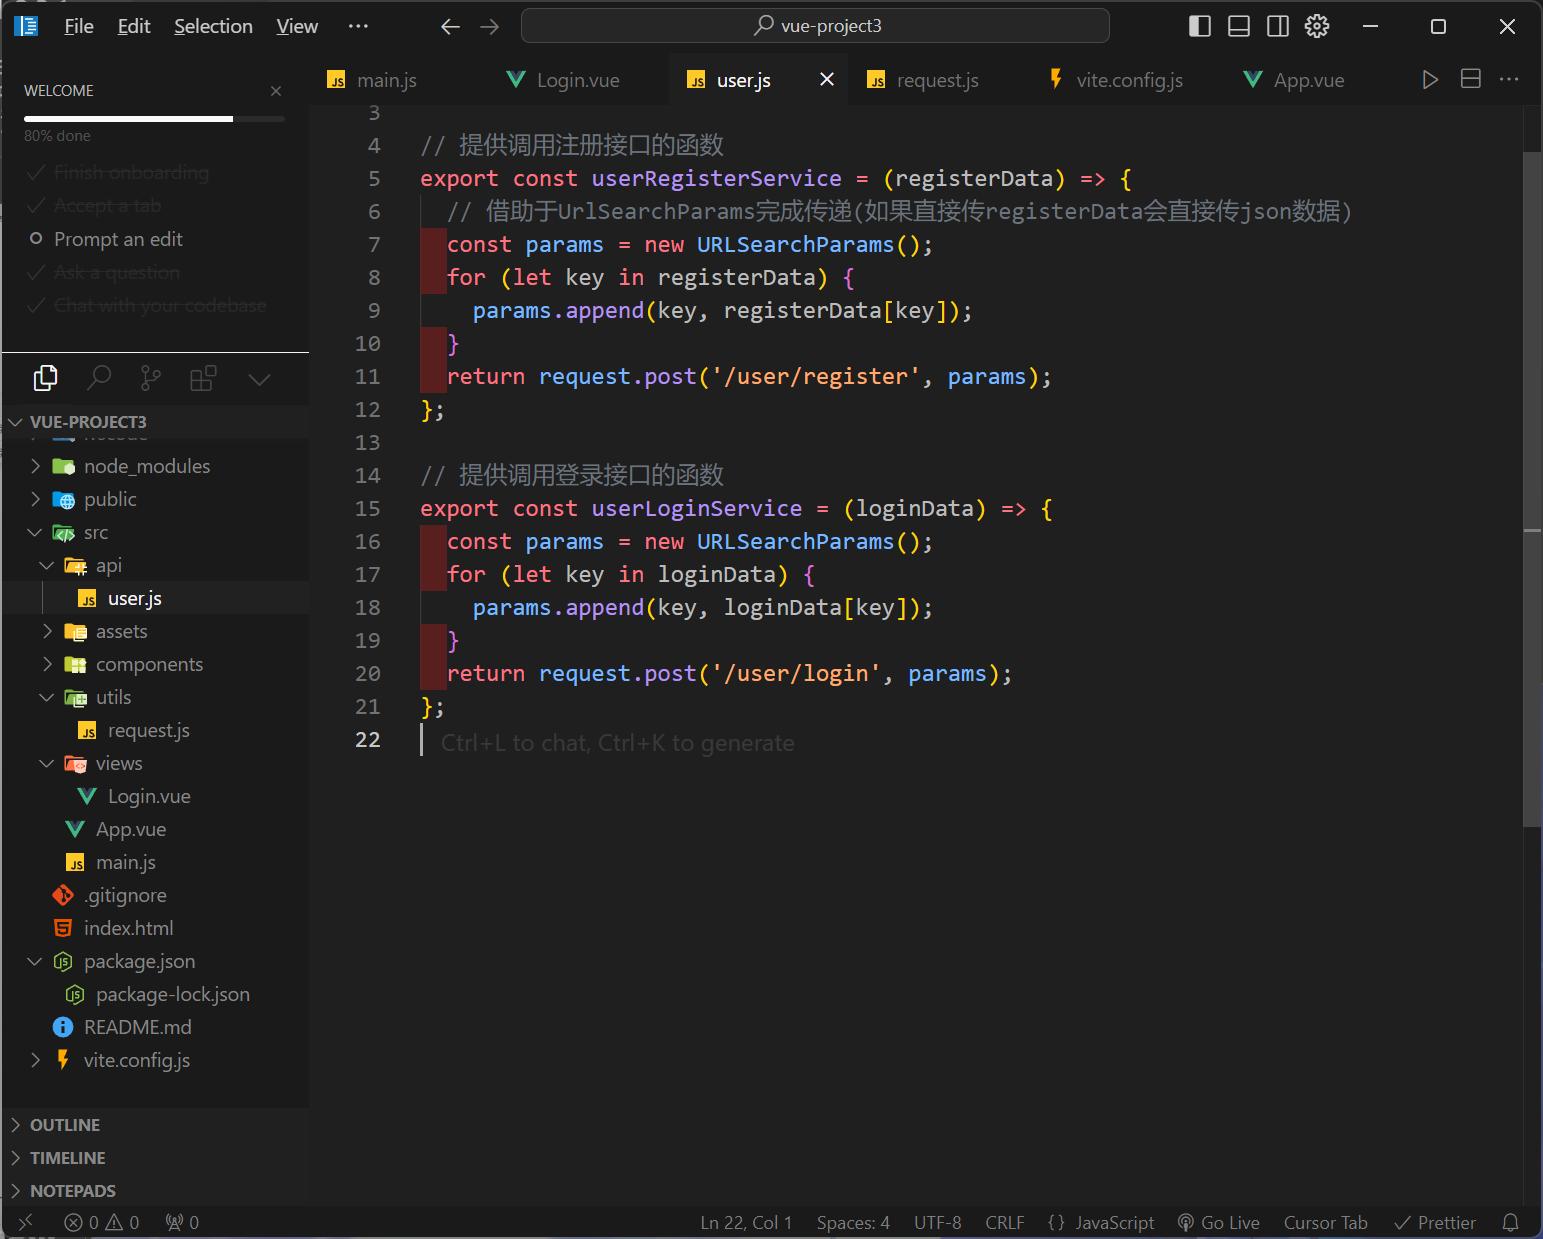 File Edit Selection View ··· vue-project3
WELCOME
80% done
Finish onboarding
Accept a tab
Prompt an edit
Ask a question
Chat with your codebase
VUE-PROJECT3
node_modules
public
src
api
user.js
assets
components
utils
request.js
views
Login.vue
App.vue
main.js
.gitignore
index.html
package.json
package-lock.json
README.md
vite.config.js
OUTLINE
TIMELINE
NOTEPADS
main.js Login.vue user.js request.js vite.config.js App.vue
3
4 // 提供调用注册接口的函数
5 export const userRegisterService = (registerData) => {
6 // 借助于UrlSearchParams完成传递(如果直接传registerData会直接传json数据)
7 const params = new URLSearchParams();
8 for (let key in registerData) {
9 params.append(key, registerData[key]);
10 }
11 return request.post('/user/register', params);
12 };
13
14 // 提供调用登录接口的函数
15 export const userLoginService = (loginData) => {
16 const params = new URLSearchParams();
17 for (let key in loginData) {
18 params.append(key, loginData[key]);
19 }
20 return request.post('/user/login', params);
21 };
22 Ctrl+L to chat, Ctrl+K to generate
0 0 0 Ln 22, Col 1 Spaces: 4 UTF-8 CRLF {} JavaScript Go Live Cursor Tab Prettier